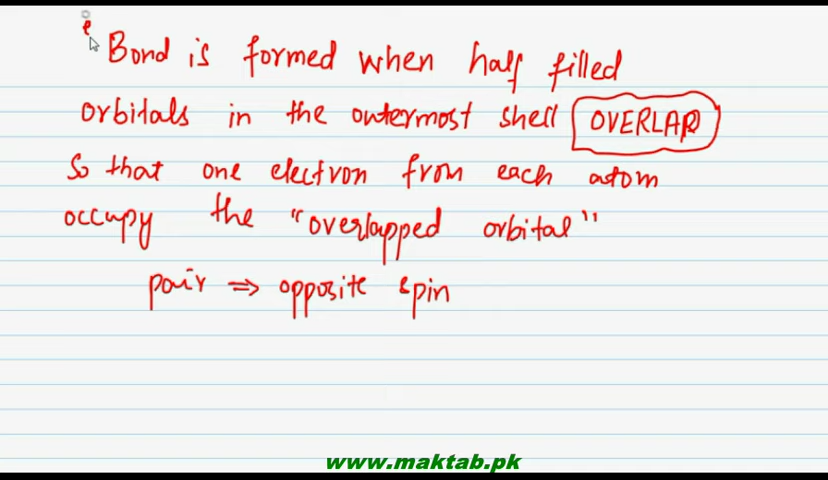 Bond is formed when half filled
orbitals in the outermost shell OVERLAP
So that one electron from each atom
occupy the "overlapped orbital"
pair ⇒ opposite spin
www.maktab.pk